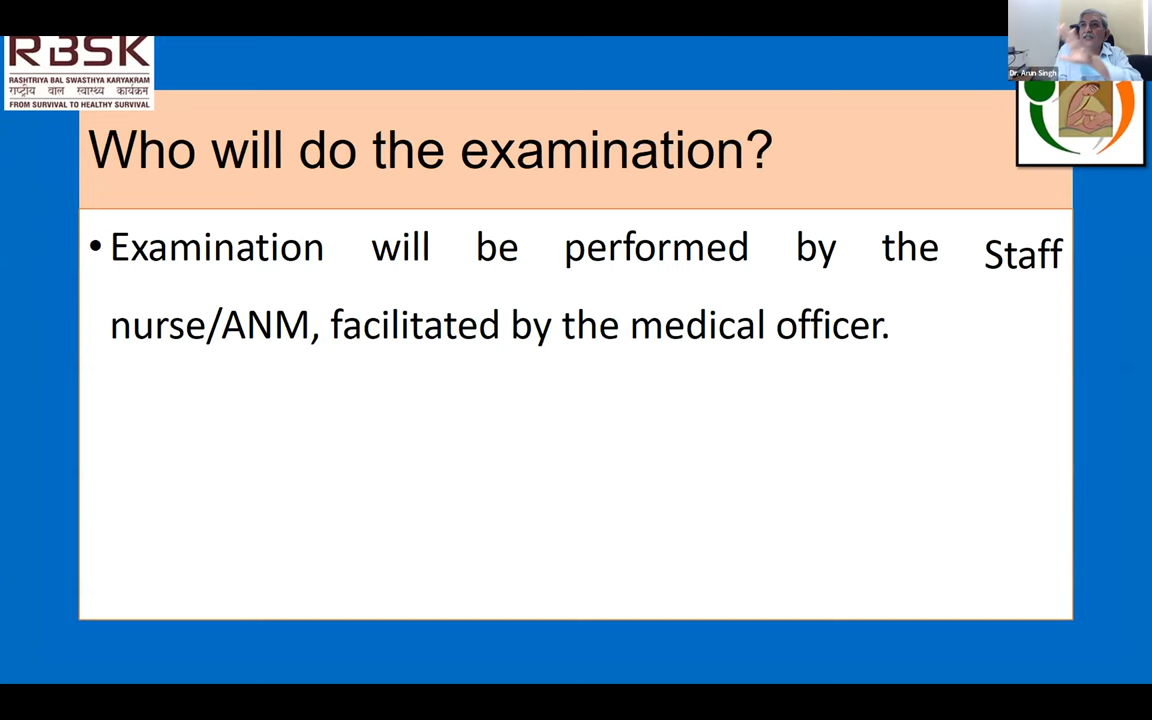 RBSK
RASHTRIYA BAL SWASTHYA KARYAKRAM
राष्ट्रीय बाल स्वास्थ्य कार्यक्रम
FROM SURVIVAL TO HEALTHY SURVIVAL
Dr. Arun Singh
Who will do the examination?
• Examination will be performed by the Staff
nurse/ANM, facilitated by the medical officer.